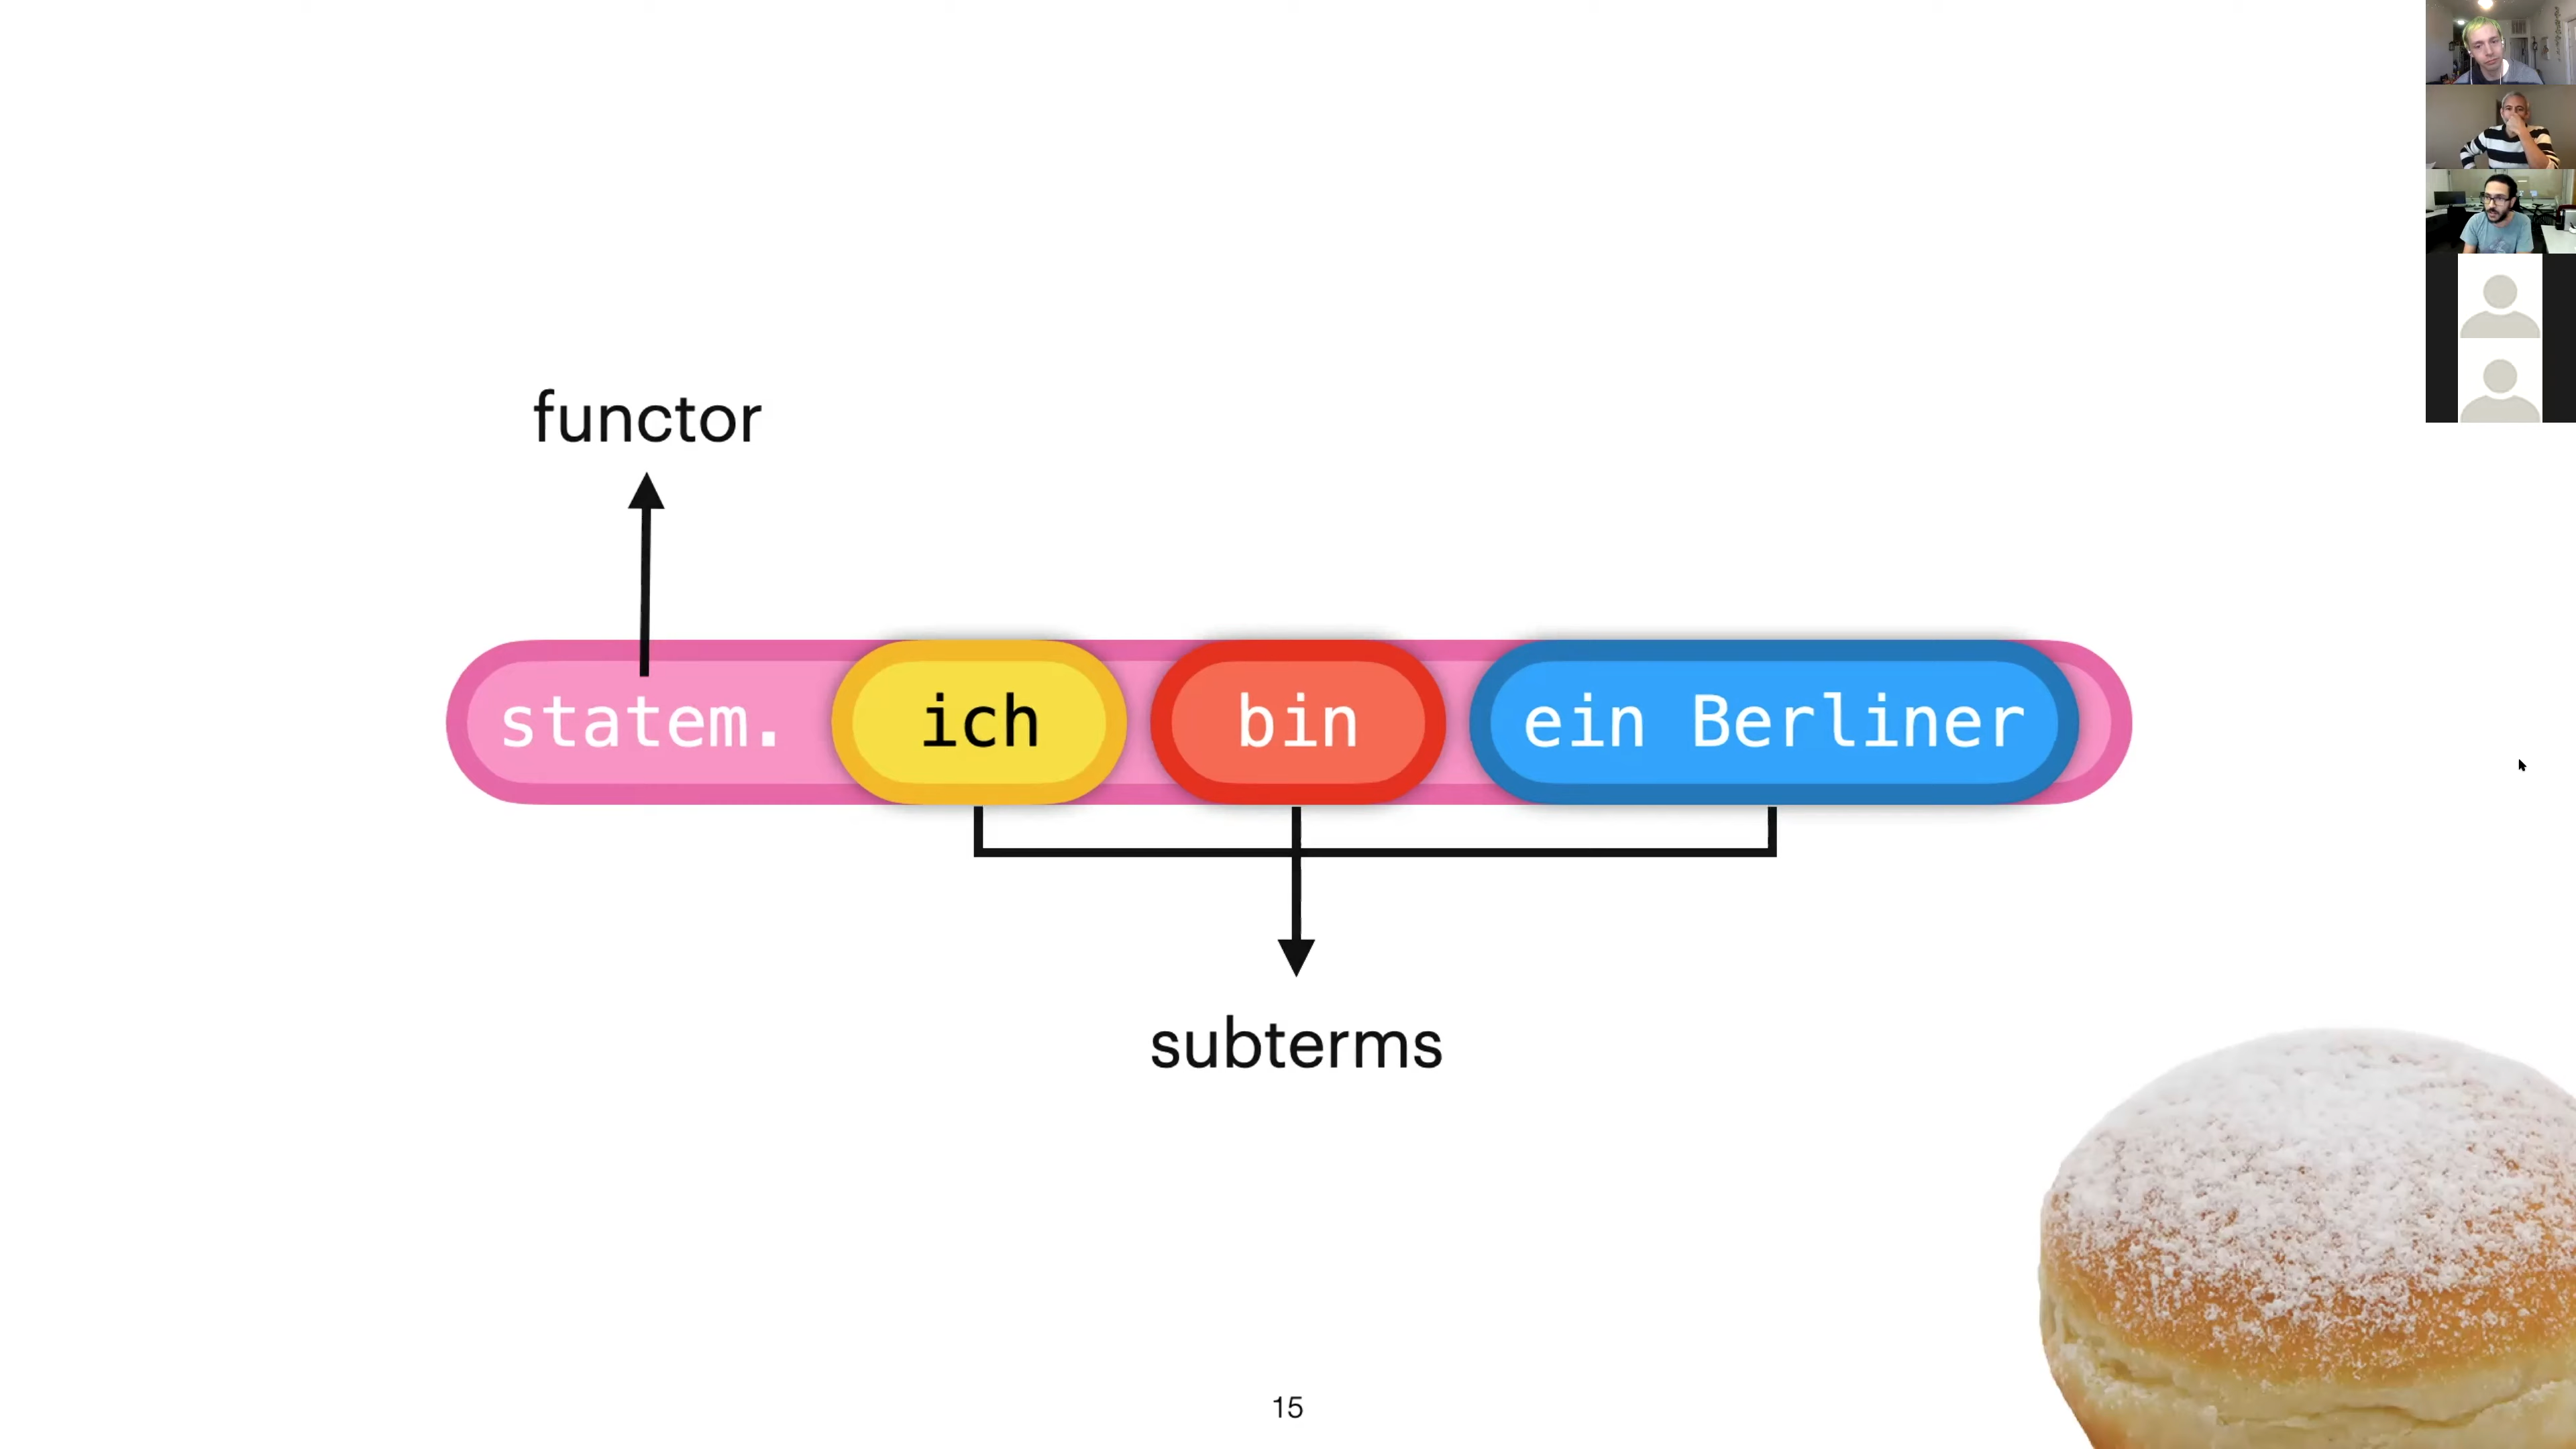 functor
statem. ich bin ein Berliner
subterms
15